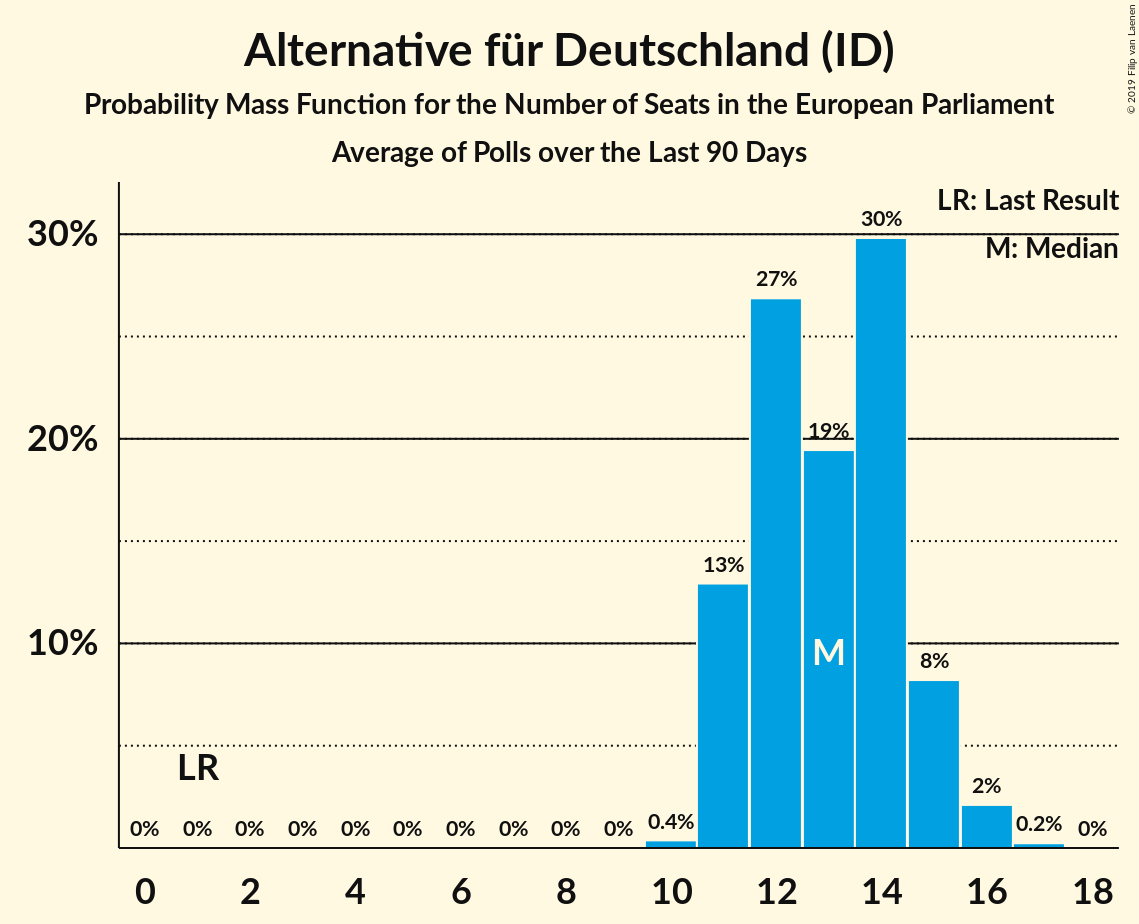 Alternative für Deutschland (ID)
Probability Mass Function for the Number of Seats in the European Parliament
Average of Polls over the Last 90 Days
© 2019 Filip van Laenen
LR: Last Result
M: Median
30%
20%
10%
30%
27%
19%
13%
M
8%
LR
2%
0% 0% 0% 0% 0% 0% 0% 0% 0% 0% 0.4% 0.2% 0%
0 2 4 6 8 10 12 14 16 18